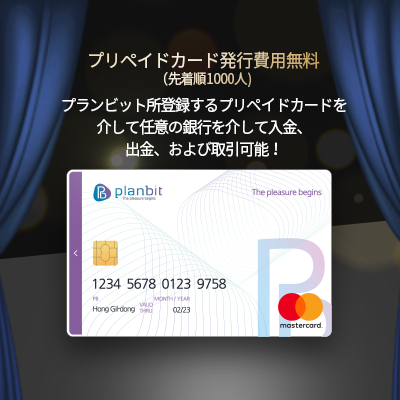 プリペイドカード発行費用無料
(先着順1000人)
プランビット所登録するプリペイドカードを
介して任意の銀行を介して入金、
出金、および取引可能！
planbit
The pleasure begins
The pleasure begins
1234 5678 0123 9758
PB
MONTH / YEAR
Hong Gil-dong
VALID THRU
02/23
mastercard.